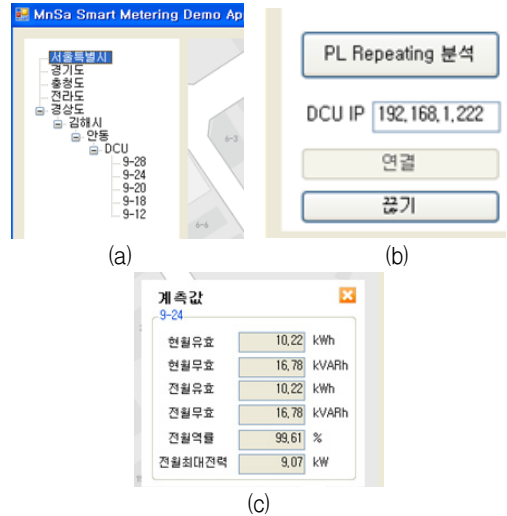 MnSa Smart Metering Demo Ap
서울특별시
경기도
충청도
전라도
경상도
김해시
안동
DCU
9-28
9-24
9-20
9-18
9-12
6-3
6-6
(a)
PL Repeating 분석
DCU IP 192,168,1,222
연결
끊기
(b)
계측값
9-24
현월유효 10,22 kWh
현월무효 16,78 kVARh
전월유효 10,22 kWh
전월무효 16,78 kVARh
전월역률 99,61 %
전월최대전력 9,07 kW
(c)